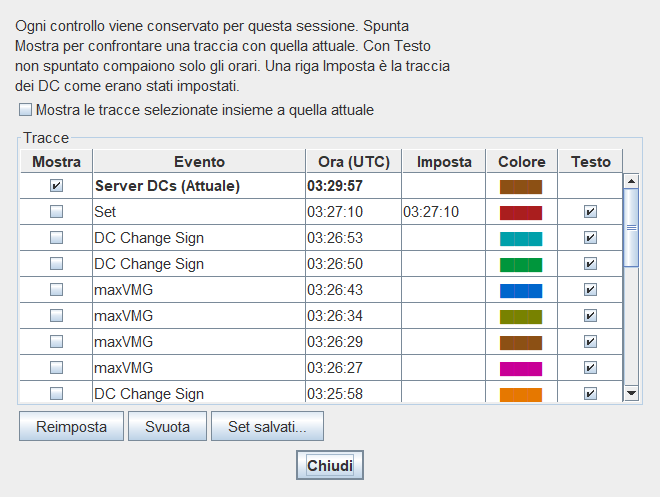 Ogni controllo viene conservato per questa sessione. Spunta
Mostra per confrontare una traccia con quella attuale. Con Testo
non spuntato compaiono solo gli orari. Una riga Imposta è la traccia
dei DC come erano stati impostati.
Mostra le tracce selezionate insieme a quella attuale
Tracce
Mostra Evento Ora (UTC) Imposta Colore Testo
Server DCs (Attuale) 03:29:57
Set 03:27:10 03:27:10
DC Change Sign 03:26:53
DC Change Sign 03:26:50
maxVMG 03:26:43
maxVMG 03:26:34
maxVMG 03:26:29
maxVMG 03:26:27
DC Change Sign 03:25:58
Reimposta Svuota Set salvati...
Chiudi